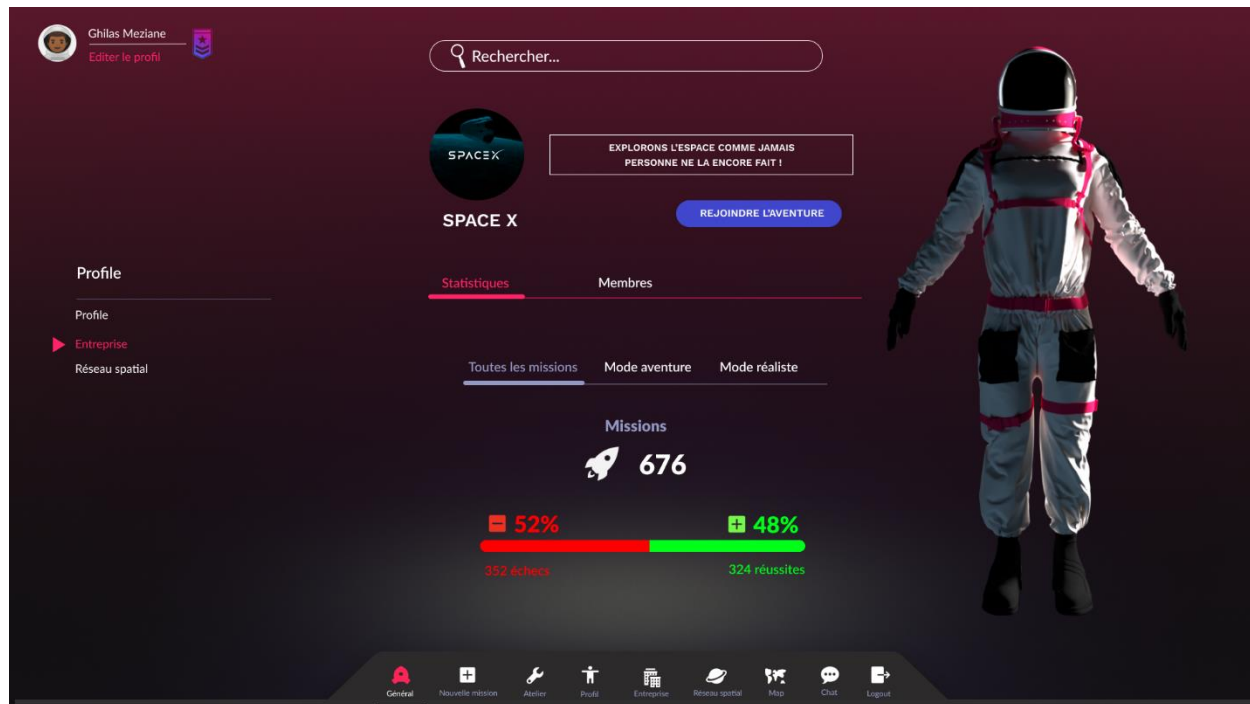 Ghilas Meziane
Editer le profil
Rechercher...
SPACEX
EXPLORONS L'ESPACE COMME JAMAIS
PERSONNE NE LA ENCORE FAIT !
SPACE X
REJOINDRE L'AVENTURE
Profile
Profile
Entreprise
Réseau spatial
Statistiques Membres
Toutes les missions Mode aventure Mode réaliste
Missions
676
52% 48%
352 échecs 324 réussites
Général Nouvelle mission Atelier Profil Entreprise Réseau spatial Map Chat Logout